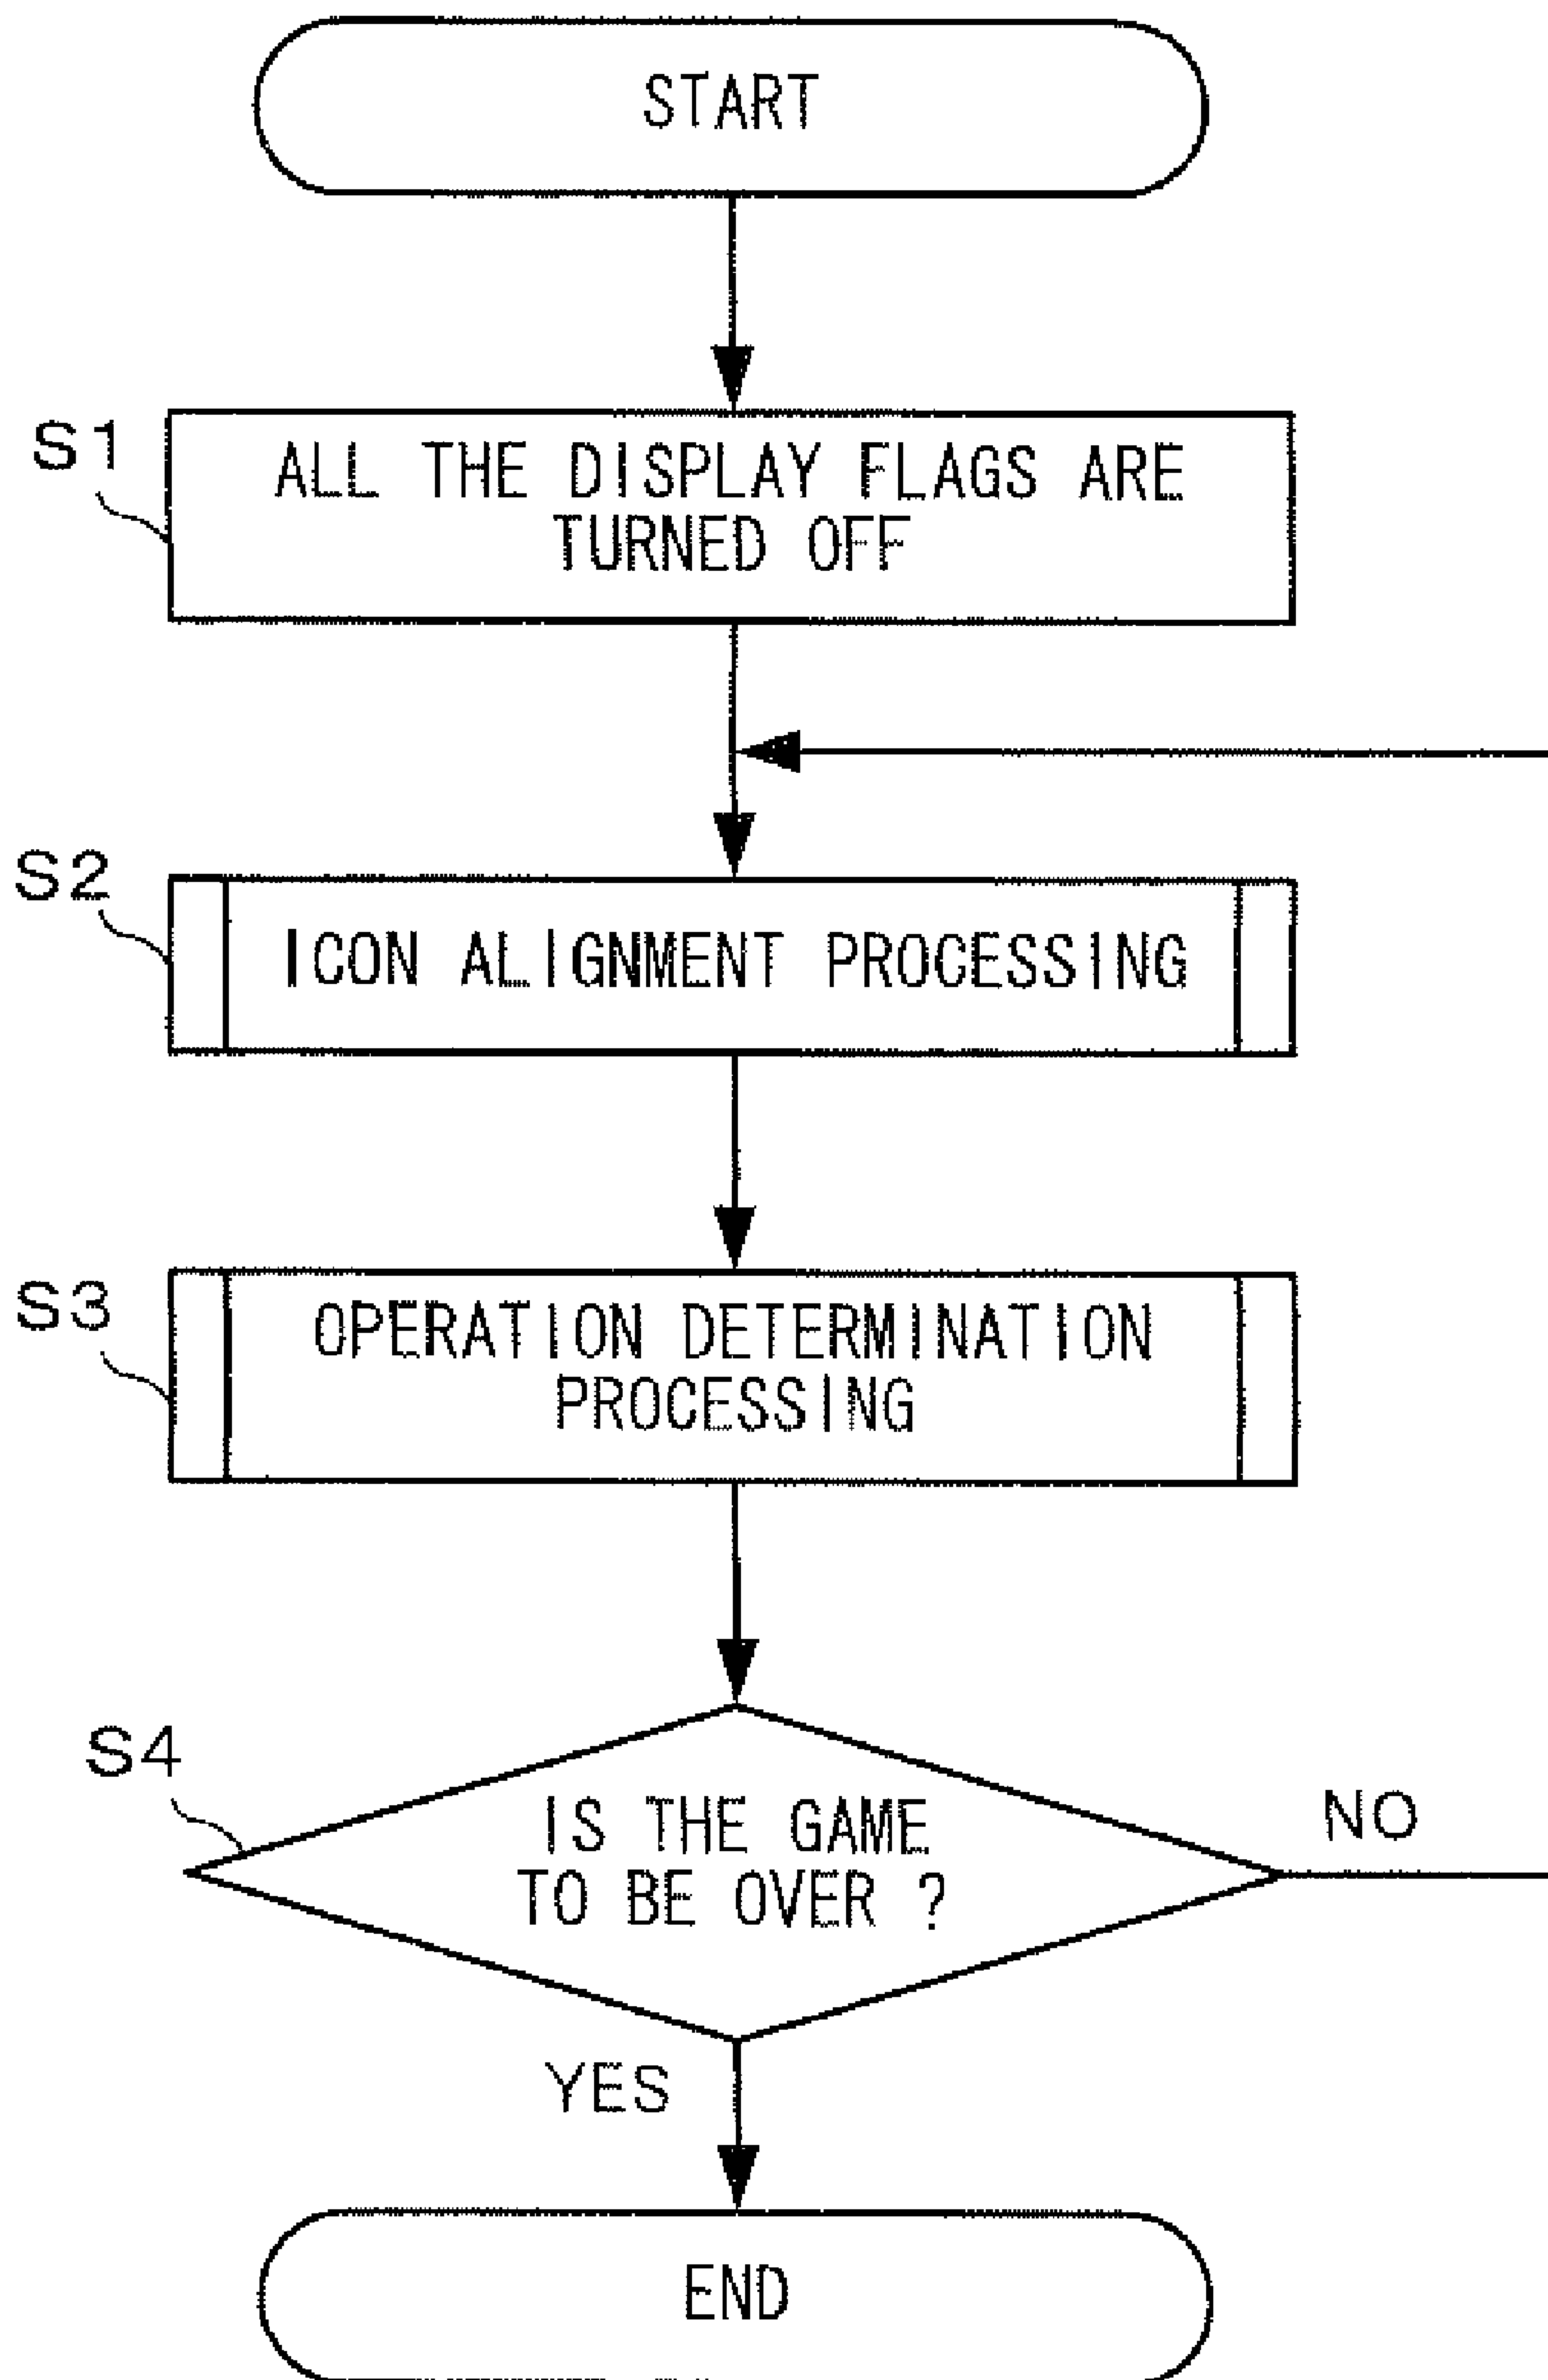 START
S1
ALL THE DISPLAY FLAGS ARE
TURNED OFF
S2
ICON ALIGNMENT PROCESSING
S3
OPERATION DETERMINATION
PROCESSING
S4
IS THE GAME
TO BE OVER ?
NO
YES
END